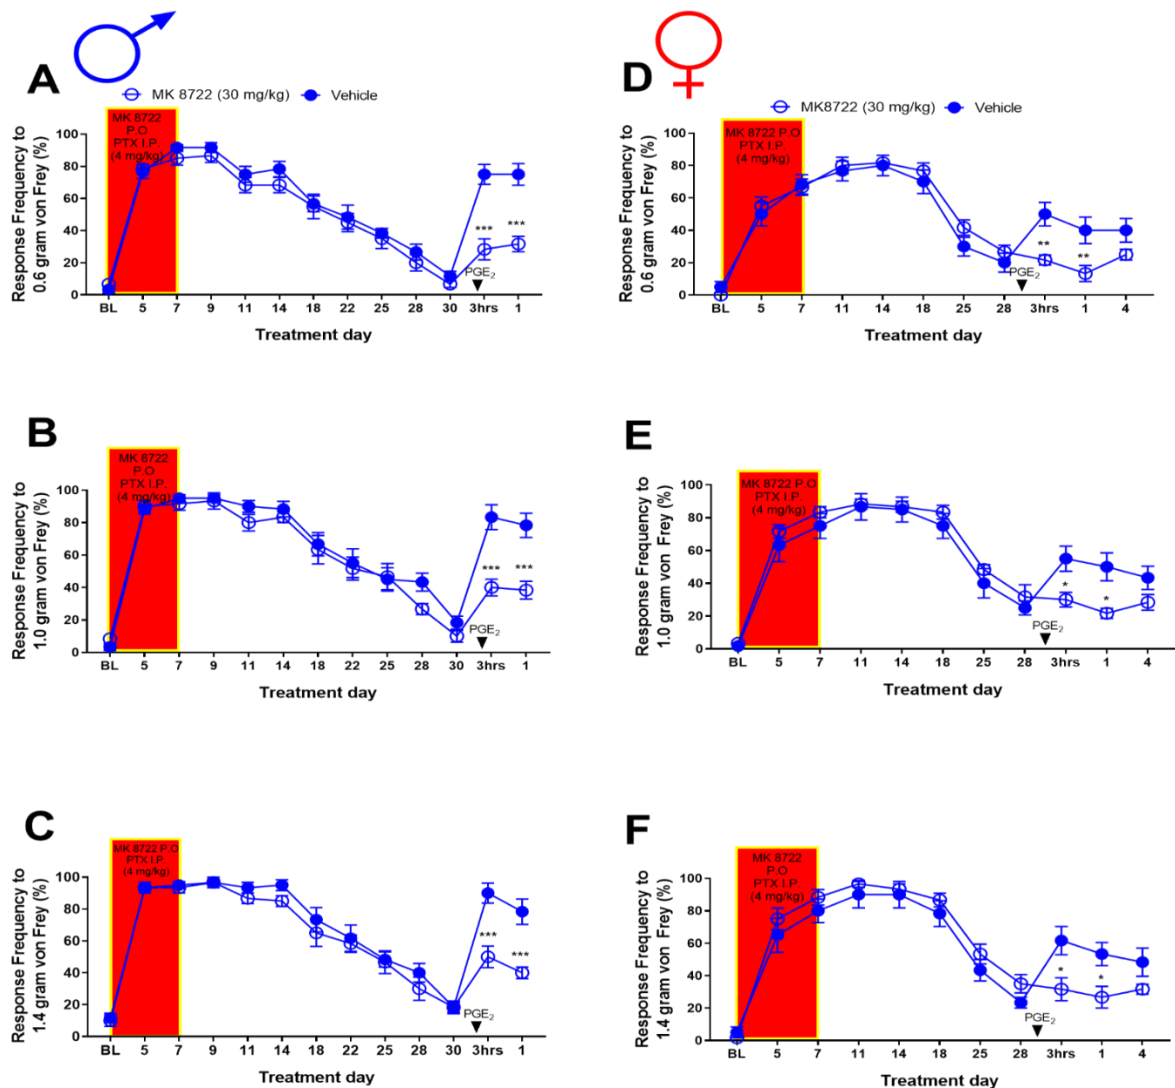 A
MK 8722 (30 mg/kg) Vehicle
Response Frequency to
0.6 gram von Frey (%)
100
80
60
40
20
0
MK 8722
P.O
PTX I.P.
(4 mg/kg)
***
***
PGE2
BL 5 7 9 11 14 18 22 25 28 30 3hrs 1
Treatment day
B
Response Frequency to
1.0 gram von Frey (%)
100
80
60
40
20
0
MK 8722
P.O
PTX I.P.
(4 mg/kg)
***
***
PGE2
BL 5 7 9 11 14 18 22 25 28 30 3hrs 1
Treatment day
C
Response Frequency to
1.4 gram von Frey (%)
100
80
60
40
20
0
MK 8722 P.O
PTX I.P.
(4 mg/kg)
***
***
PGE2
BL 5 7 9 11 14 18 22 25 28 30 3hrs 1
Treatment day
D
MK8722 (30 mg/kg) Vehicle
Response Frequency to
0.6 gram von Frey (%)
100
80
60
40
20
0
MK 8722 P.O
PTX I.P.
(4 mg/kg)
**
**
PGE2
BL 5 7 11 14 18 25 28 3hrs 1 4
Treatment day
E
Response Frequency to
1.0 gram von Frey (%)
100
80
60
40
20
0
MK 8722 P.O
PTX I.P.
(4 mg/kg)
*
*
PGE2
BL 5 7 11 14 18 25 28 3hrs 1 4
Treatment day
F
Response Frequency to
1.4 gram von Frey (%)
100
80
60
40
20
0
MK 8722
P.O
PTX I.P.
(4 mg/kg)
*
*
PGE2
BL 5 7 11 14 18 25 28 3hrs 1 4
Treatment day